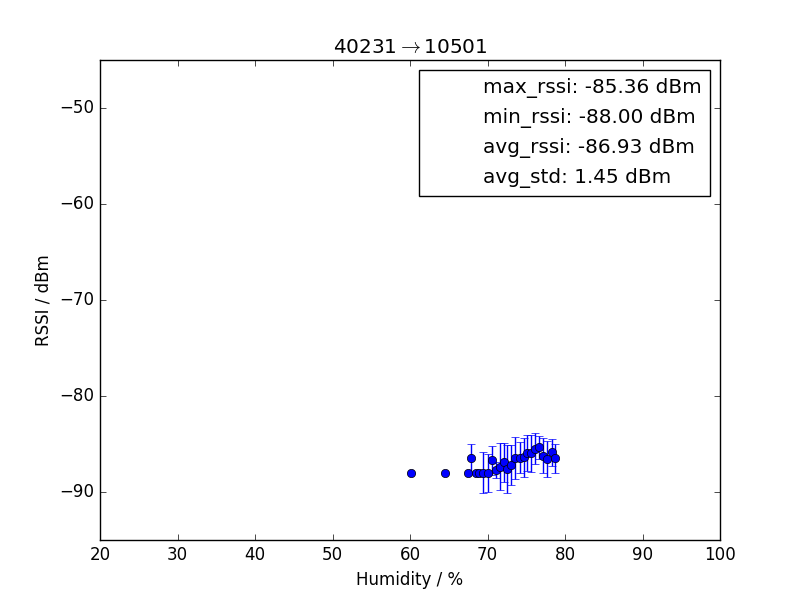 40231→10501
max_rssi: -85.36 dBm
min_rssi: -88.00 dBm
avg_rssi: -86.93 dBm
avg_std: 1.45 dBm
−50
−60
−70
−80
−90
RSSI / dBm
20 30 40 50 60 70 80 90 100
Humidity / %